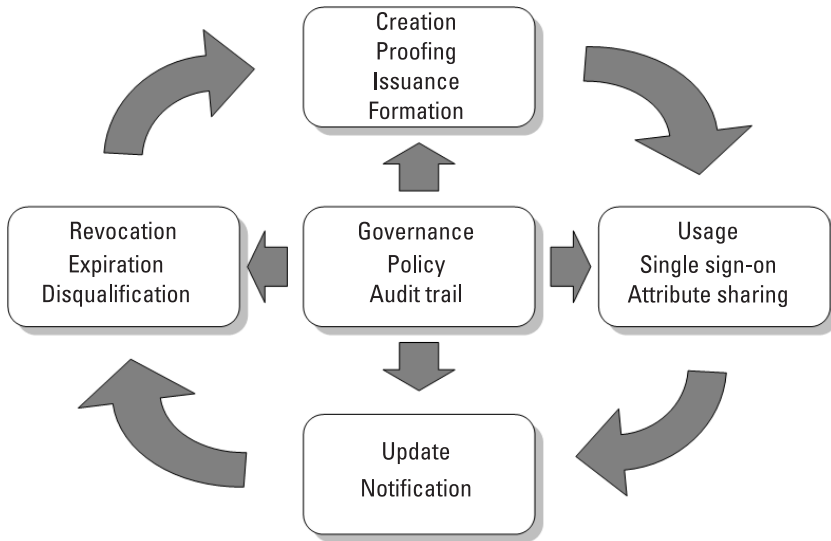 Creation
Proofing
Issuance
Formation
Revocation
Expiration
Disqualification
Governance
Policy
Audit trail
Usage
Single sign-on
Attribute sharing
Update
Notification